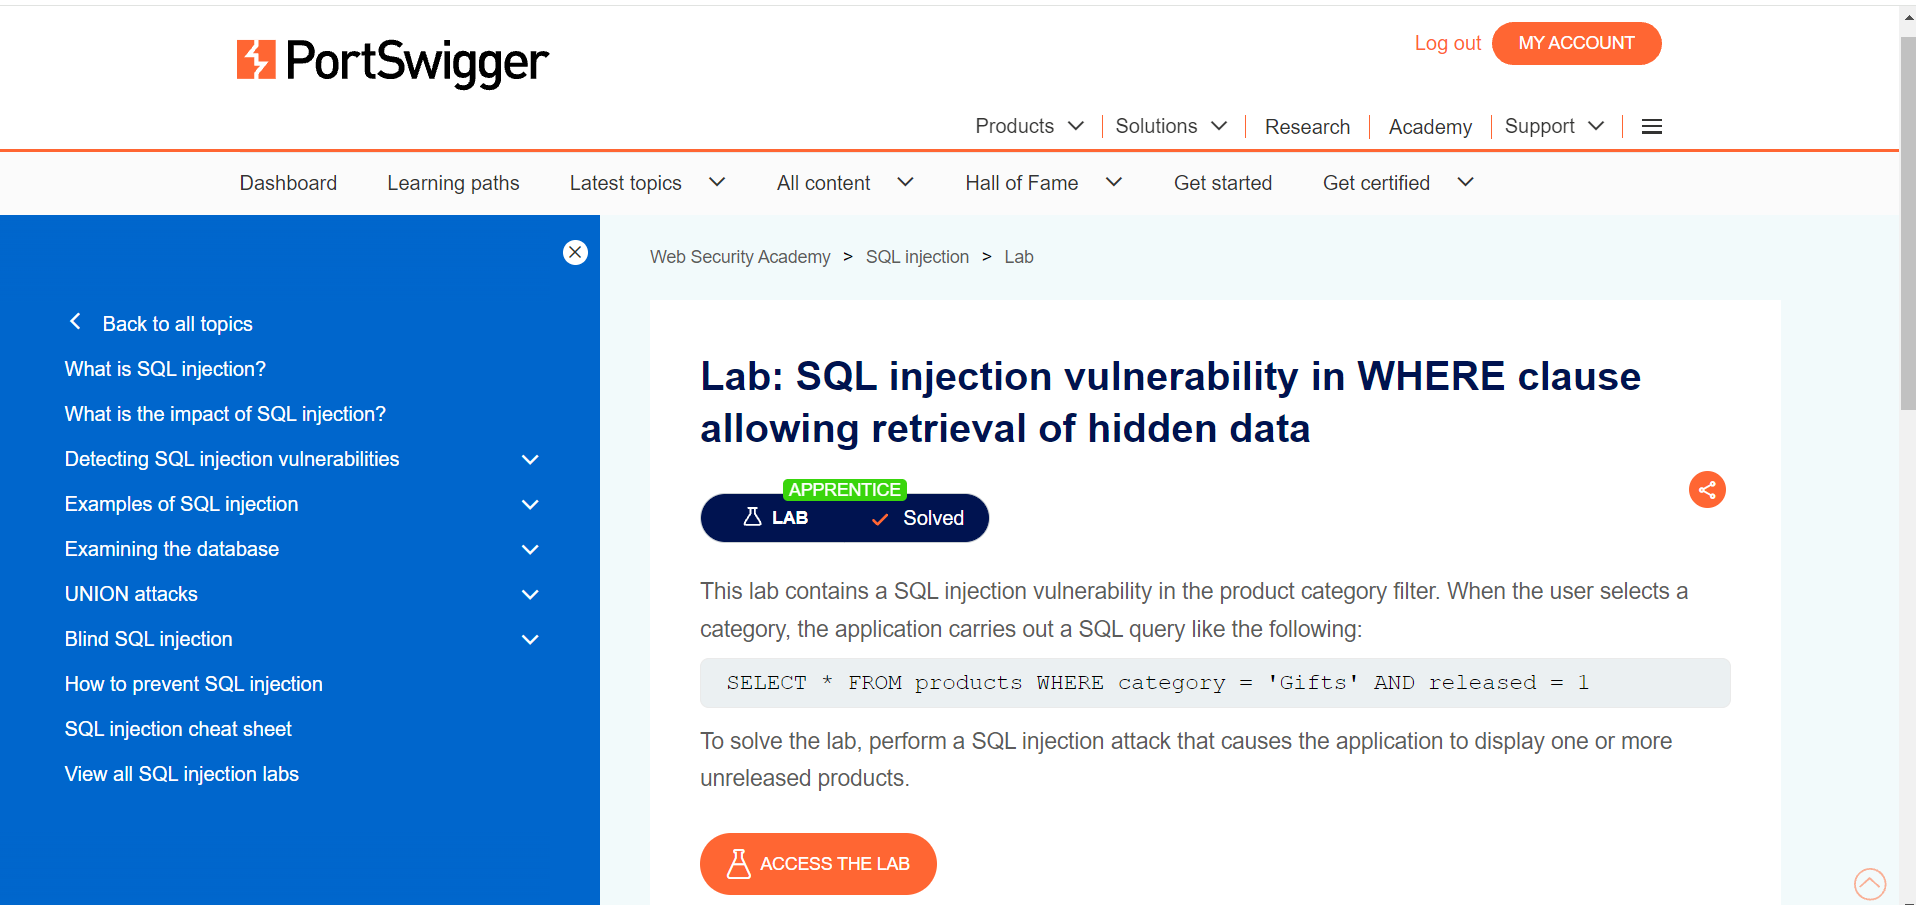 PortSwigger
Log out
MY ACCOUNT
Products
Solutions
Research
Academy
Support
Dashboard
Learning paths
Latest topics
All content
Hall of Fame
Get started
Get certified
Back to all topics
What is SQL injection?
What is the impact of SQL injection?
Detecting SQL injection vulnerabilities
Examples of SQL injection
Examining the database
UNION attacks
Blind SQL injection
How to prevent SQL injection
SQL injection cheat sheet
View all SQL injection labs
Web Security Academy > SQL injection > Lab
Lab: SQL injection vulnerability in WHERE clause
allowing retrieval of hidden data
APPRENTICE
LAB
Solved
This lab contains a SQL injection vulnerability in the product category filter. When the user selects a
category, the application carries out a SQL query like the following:
SELECT * FROM products WHERE category = 'Gifts' AND released = 1
To solve the lab, perform a SQL injection attack that causes the application to display one or more
unreleased products.
ACCESS THE LAB